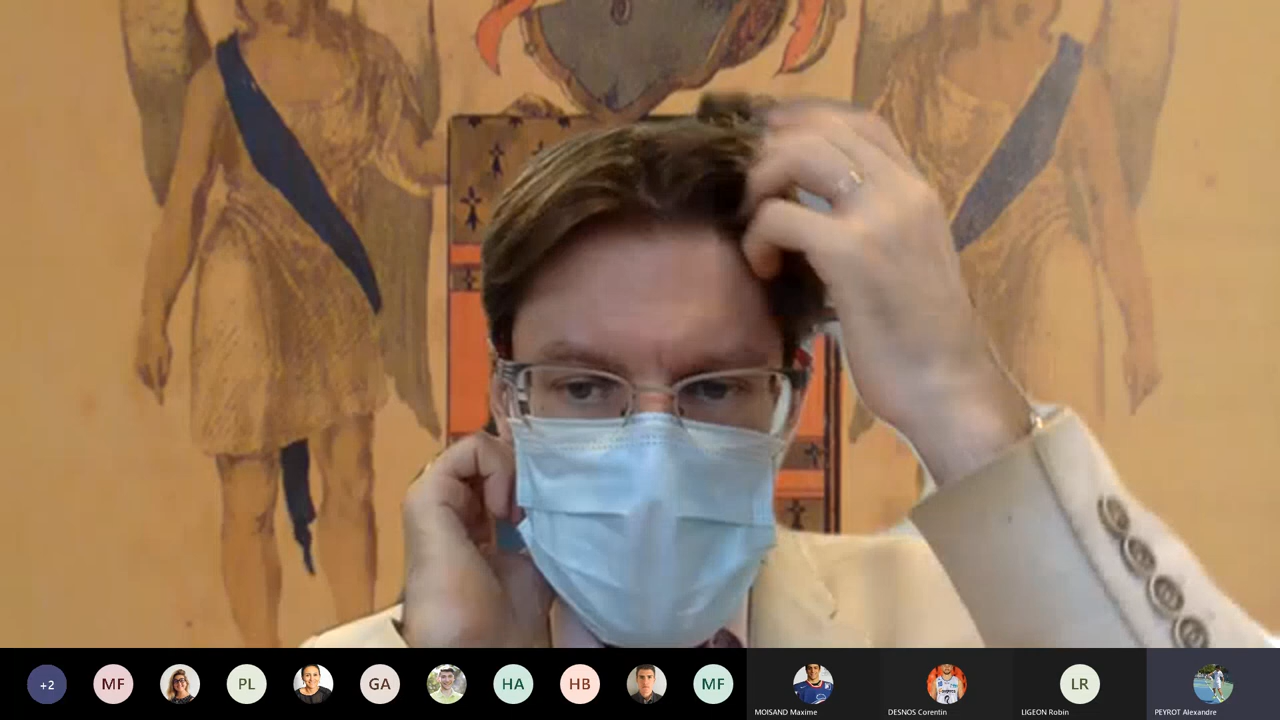 +2
MF
PL
GA
HA
HB
MF
LR
MOISAND Maxime
DESNOS Corentin
LIGEON Robin
PEYROT Alexandre